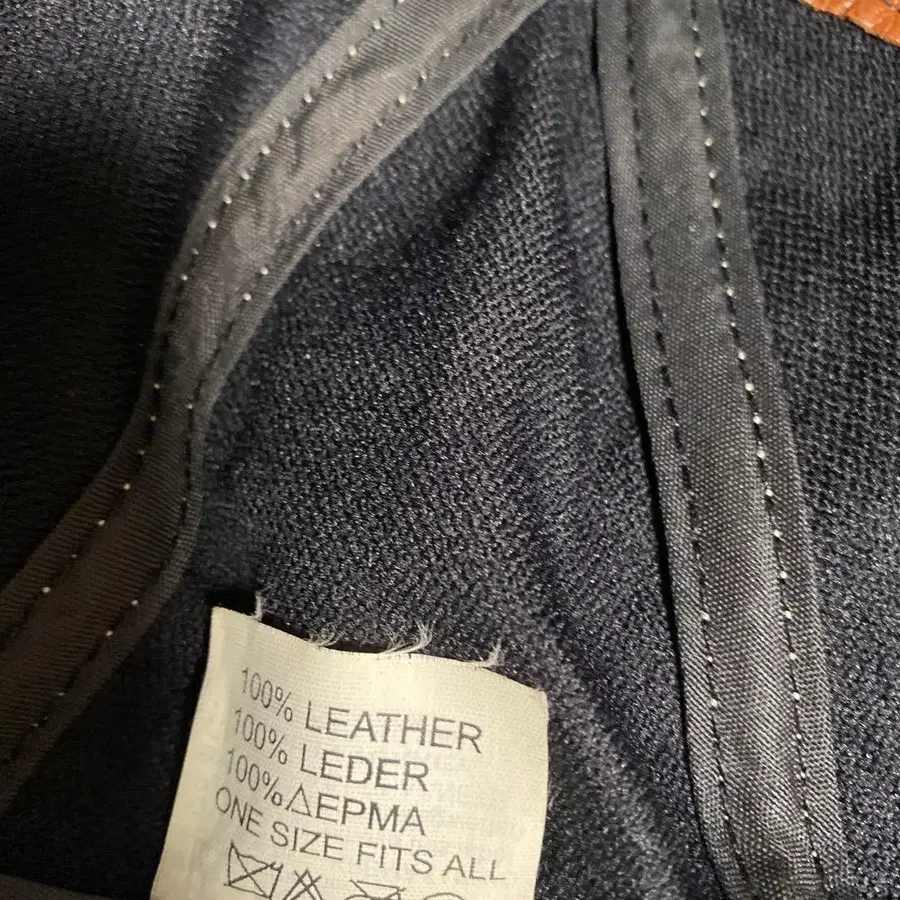 100% LEATHER
100% LEDER
100%ΔΕΡΜΑ
ONE SIZE FITS ALL